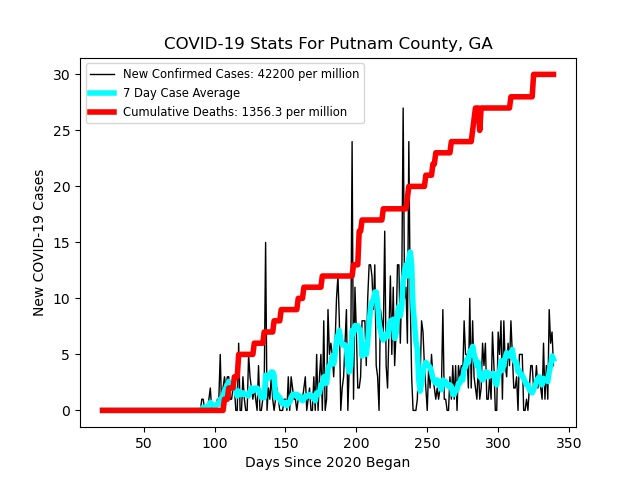 COVID-19 Stats For Putnam County, GA
New Confirmed Cases: 42200 per million
7 Day Case Average
Cumulative Deaths: 1356.3 per million
New COVID-19 Cases
30
25
20
15
10
5
0
50
100
150
200
250
300
350
Days Since 2020 Began